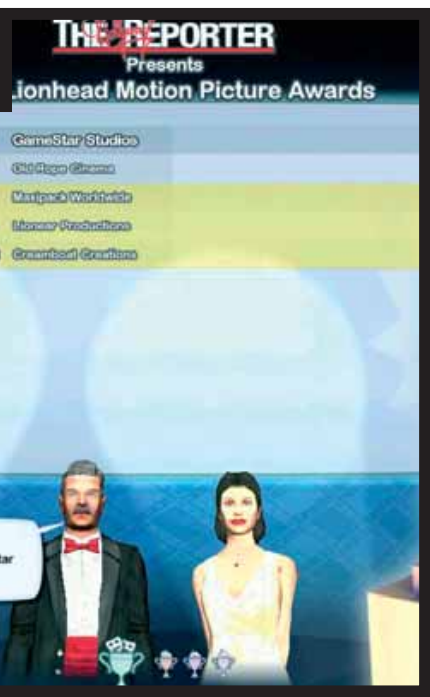 THE REPORTER
Presents
Lionhead Motion Picture Awards
GameStar Studios
Old Rope Cinema
Maxipack Worldwide
Lionear Productions
Creamboat Creations